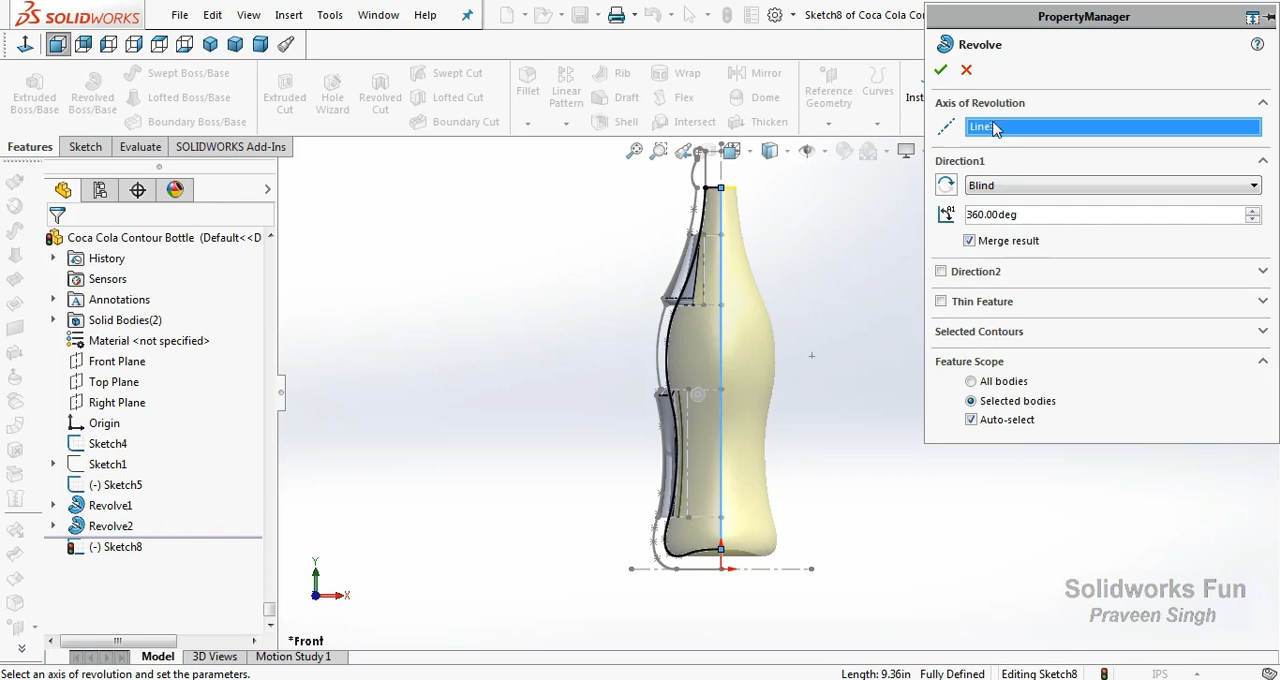 SOLIDWORKS File Edit View Insert Tools Window Help Sketch8 of Coca Cola Con
PropertyManager
Revolve
Extruded Boss/Base
Revolved Boss/Base
Swept Boss/Base
Lofted Boss/Base
Boundary Boss/Base
Extruded Cut
Hole Wizard
Revolved Cut
Swept Cut
Lofted Cut
Boundary Cut
Fillet
Linear Pattern
Rib
Draft
Shell
Wrap
Flex
Intersect
Mirror
Dome
Thicken
Reference Geometry
Curves
Inst
Features Sketch Evaluate SOLIDWORKS Add-Ins
Coca Cola Contour Bottle (Default<<D
History
Sensors
Annotations
Solid Bodies(2)
Material <not specified>
Front Plane
Top Plane
Right Plane
Origin
Sketch4
Sketch1
(-) Sketch5
Revolve1
Revolve2
(-) Sketch8
Axis of Revolution
Direction1
Blind
360.00deg
Merge result
Direction2
Thin Feature
Selected Contours
Feature Scope
All bodies
Selected bodies
Auto-select
Y
X
*Front
Solidworks Fun
Praveen Singh
Model 3D Views Motion Study 1
Select an axis of revolution and set the parameters. Length: 9.36in Fully Defined Editing Sketch8 IPS